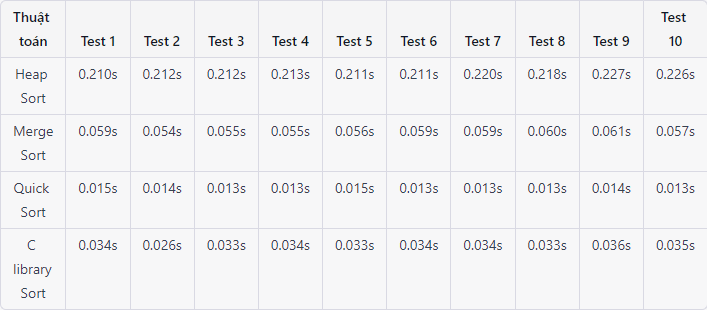 Thuật toán Test 1 Test 2 Test 3 Test 4 Test 5 Test 6 Test 7 Test 8 Test 9 Test 10
Heap Sort 0.210s 0.212s 0.212s 0.213s 0.211s 0.211s 0.220s 0.218s 0.227s 0.226s
Merge Sort 0.059s 0.054s 0.055s 0.055s 0.056s 0.059s 0.059s 0.060s 0.061s 0.057s
Quick Sort 0.015s 0.014s 0.013s 0.013s 0.015s 0.013s 0.013s 0.013s 0.014s 0.013s
C library Sort 0.034s 0.026s 0.033s 0.034s 0.033s 0.034s 0.034s 0.033s 0.036s 0.035s